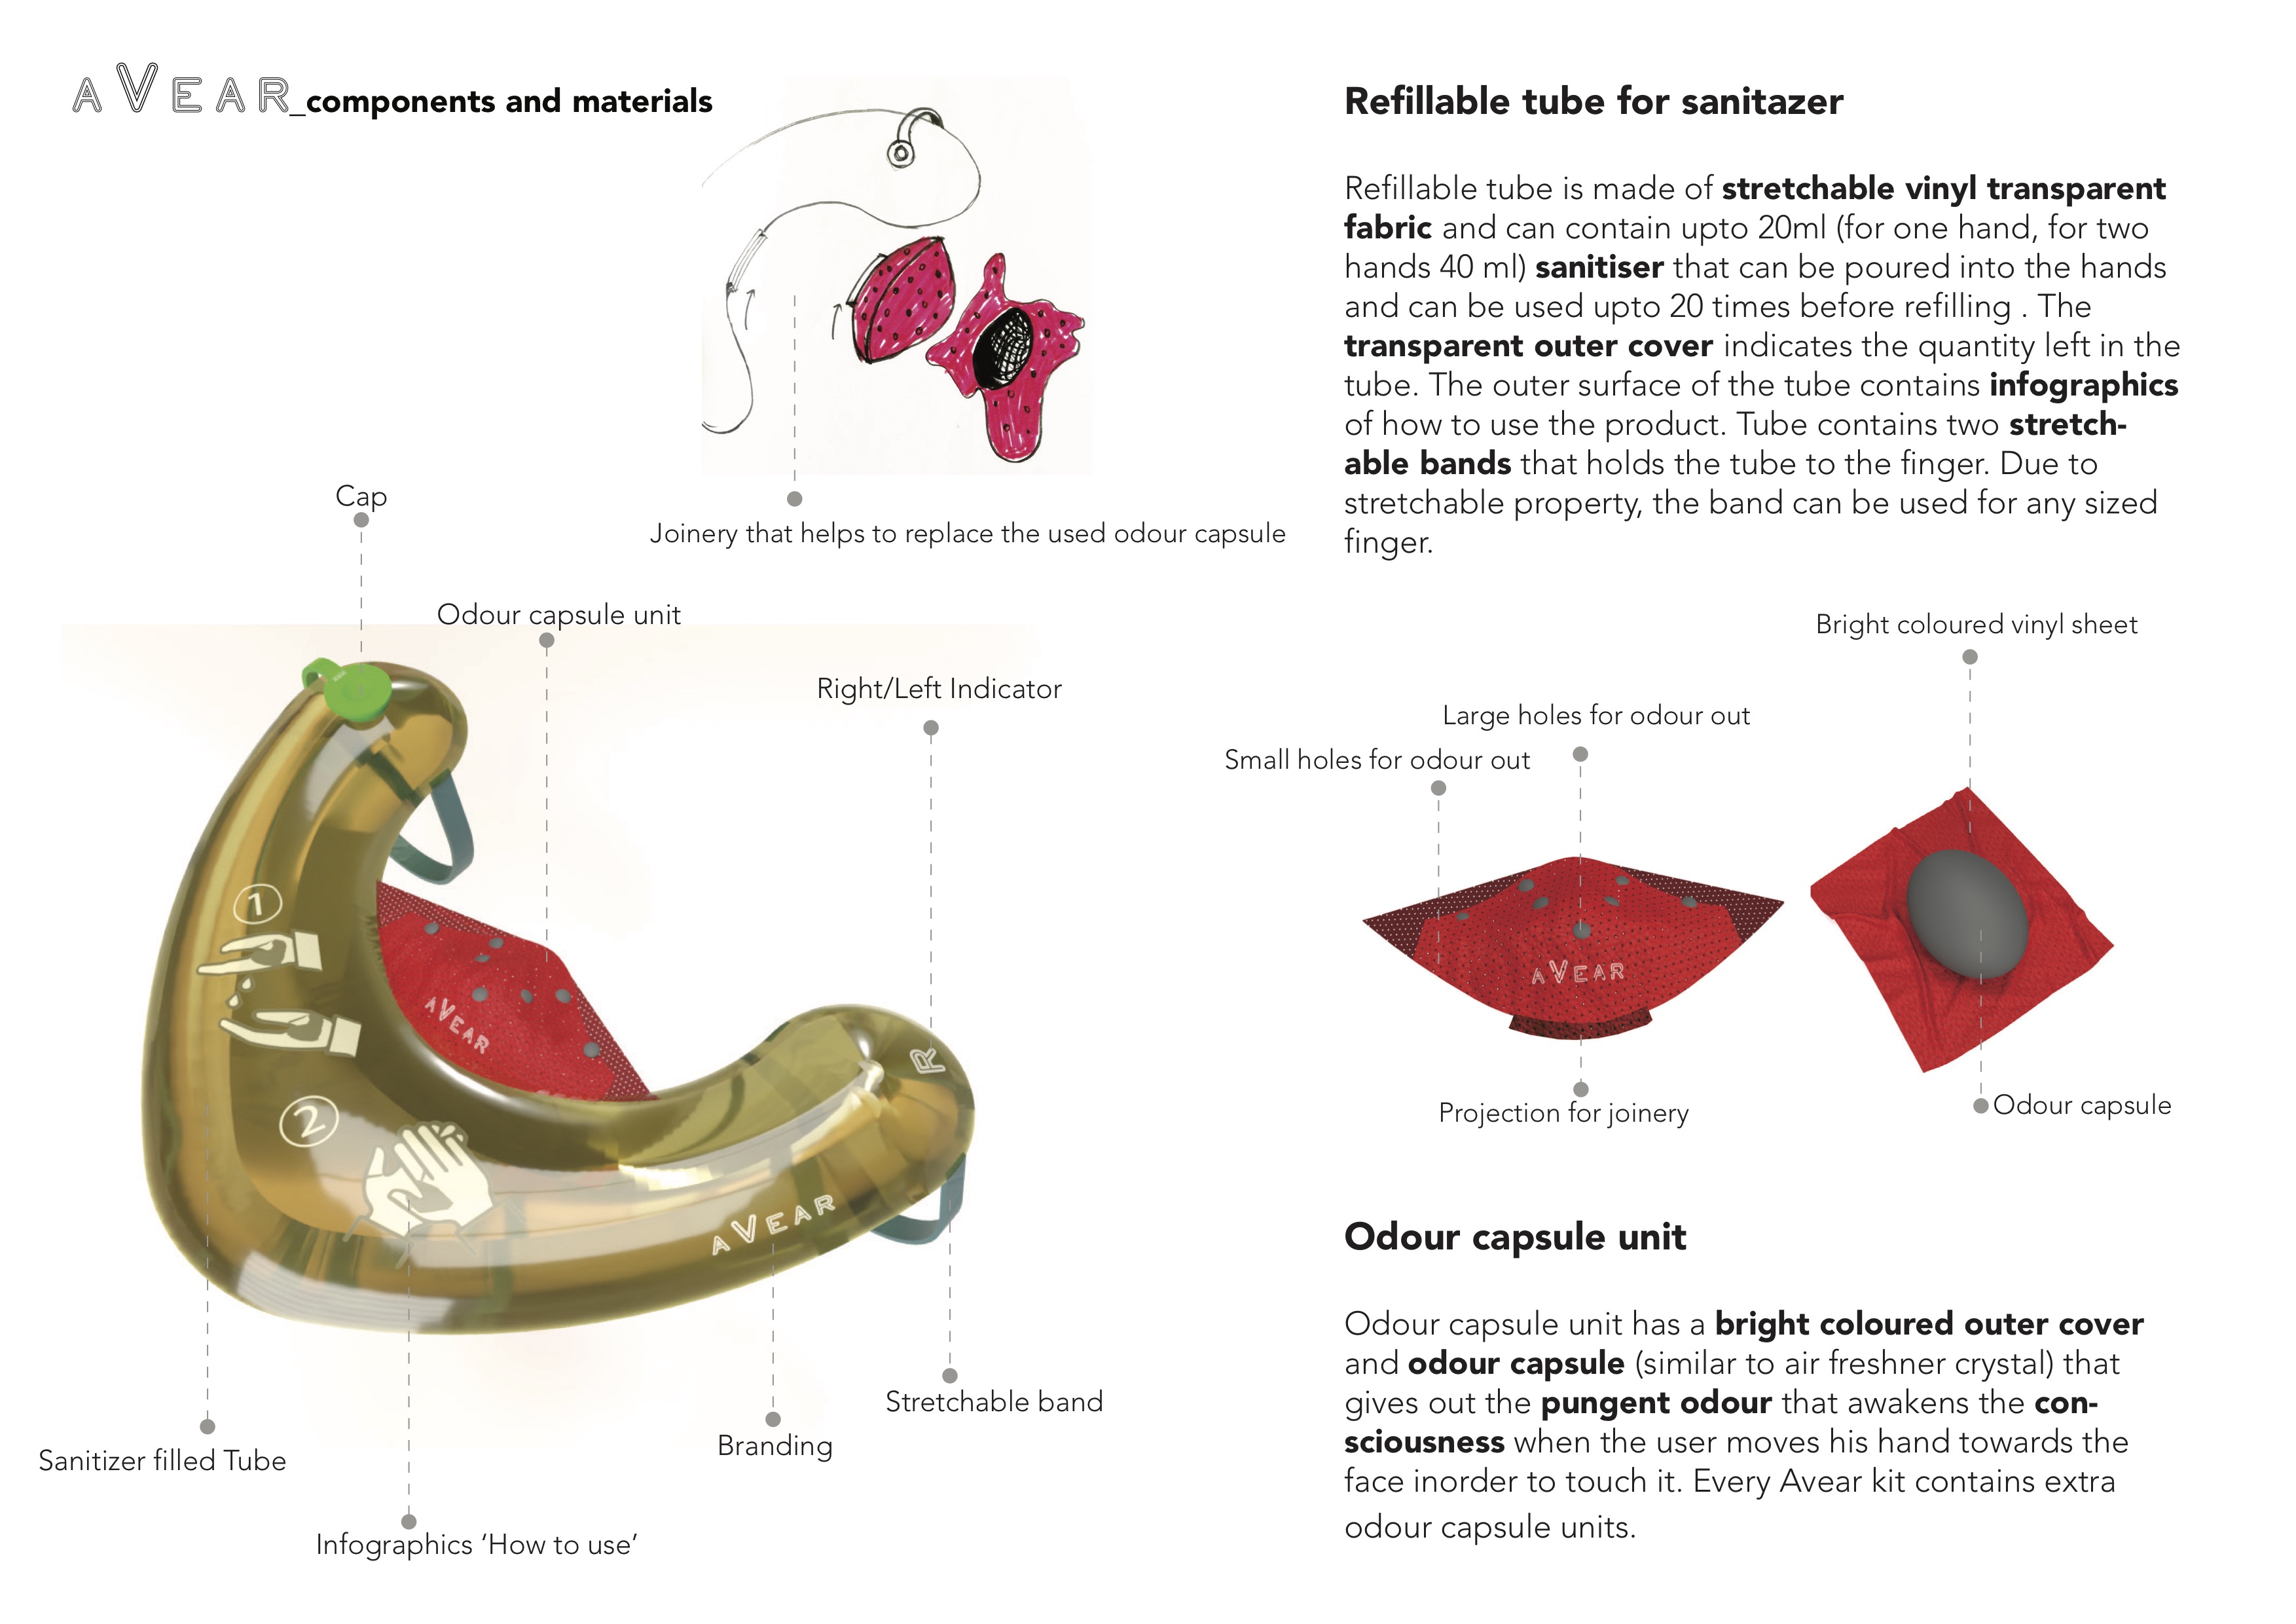 AVEAR_components and materials
Joinery that helps to replace the used odour capsule
Cap
Odour capsule unit
Right/Left Indicator
1
2
AVEAR
R
AVEAR
Sanitizer filled Tube
Infographics ‘How to use’
Branding
Stretchable band
Refillable tube for sanitazer
Refillable tube is made of stretchable vinyl transparent
fabric and can contain upto 20ml (for one hand, for two
hands 40 ml) sanitiser that can be poured into the hands
and can be used upto 20 times before refilling . The
transparent outer cover indicates the quantity left in the
tube. The outer surface of the tube contains infographics
of how to use the product. Tube contains two stretch-
able bands that holds the tube to the finger. Due to
stretchable property, the band can be used for any sized
finger.
Bright coloured vinyl sheet
Large holes for odour out
Small holes for odour out
AVEAR
Projection for joinery
Odour capsule
Odour capsule unit
Odour capsule unit has a bright coloured outer cover
and odour capsule (similar to air freshner crystal) that
gives out the pungent odour that awakens the con-
sciousness when the user moves his hand towards the
face inorder to touch it. Every Avear kit contains extra
odour capsule units.